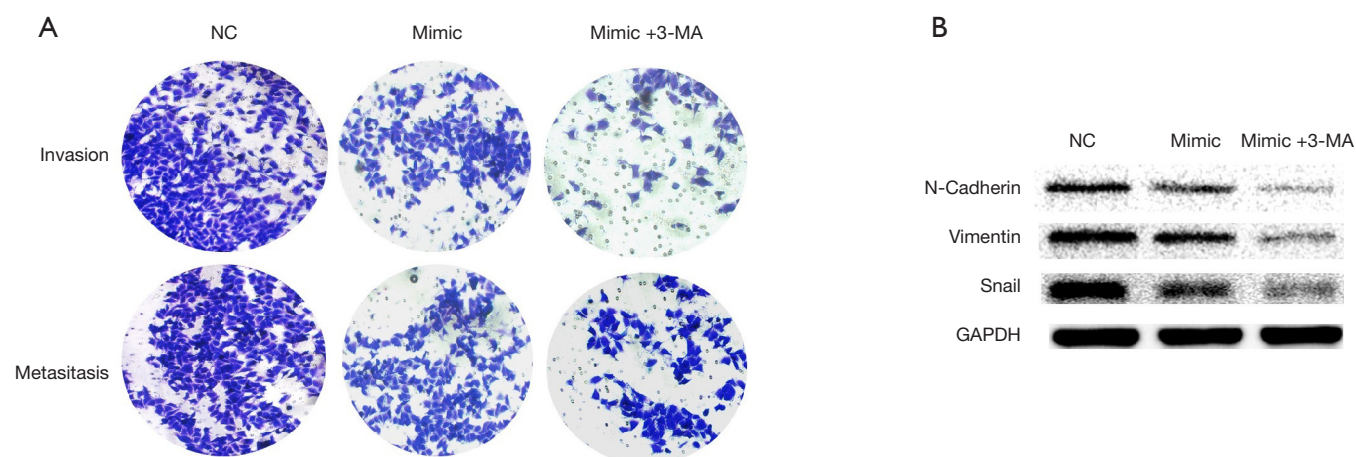 A
NC Mimic Mimic +3-MA
Invasion
Metasitasis
B
NC Mimic Mimic +3-MA
N-Cadherin
Vimentin
Snail
GAPDH